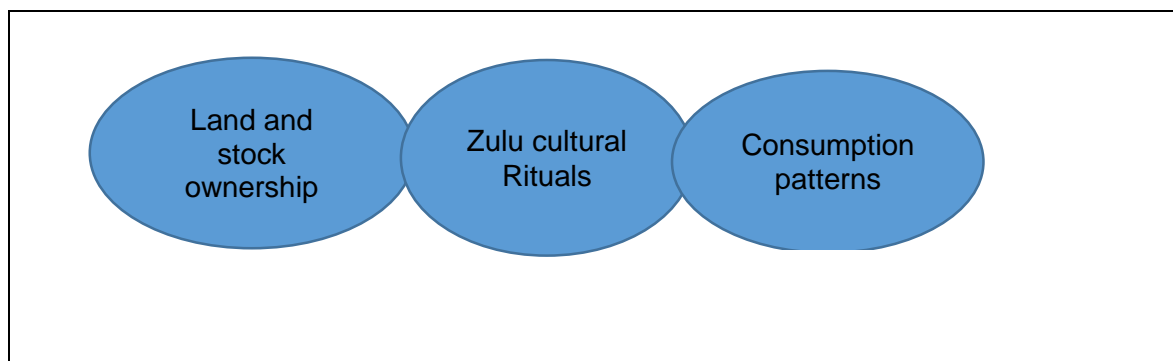 Land and
stock
ownership
Zulu cultural
Rituals
Consumption
patterns